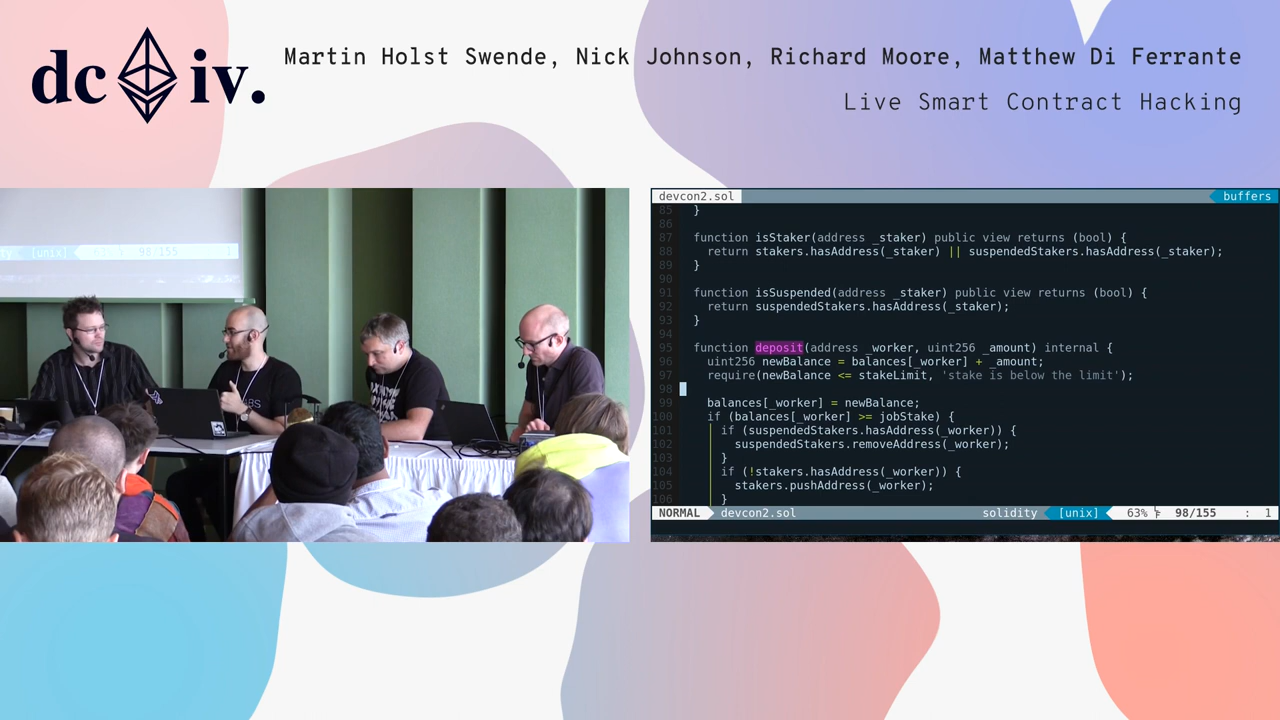 dc iv.
Martin Holst Swende, Nick Johnson, Richard Moore, Matthew Di Ferrante
Live Smart Contract Hacking
[unix] 63% 98/155 1
devcon2.sol buffers
85 }
86
87 function isStaker(address _staker) public view returns (bool) {
88 return stakers.hasAddress(_staker) || suspendedStakers.hasAddress(_staker);
89 }
90
91 function isSuspended(address _staker) public view returns (bool) {
92 return suspendedStakers.hasAddress(_staker);
93 }
94
95 function deposit(address _worker, uint256 _amount) internal {
96 uint256 newBalance = balances[_worker] + _amount;
97 require(newBalance <= stakeLimit, 'stake is below the limit');
98
99 balances[_worker] = newBalance;
100 if (balances[_worker] >= jobStake) {
101 if (suspendedStakers.hasAddress(_worker)) {
102 suspendedStakers.removeAddress(_worker);
103 }
104 if (!stakers.hasAddress(_worker)) {
105 stakers.pushAddress(_worker);
106 }
NORMAL devcon2.sol solidity [unix] 63% 98/155 : 1